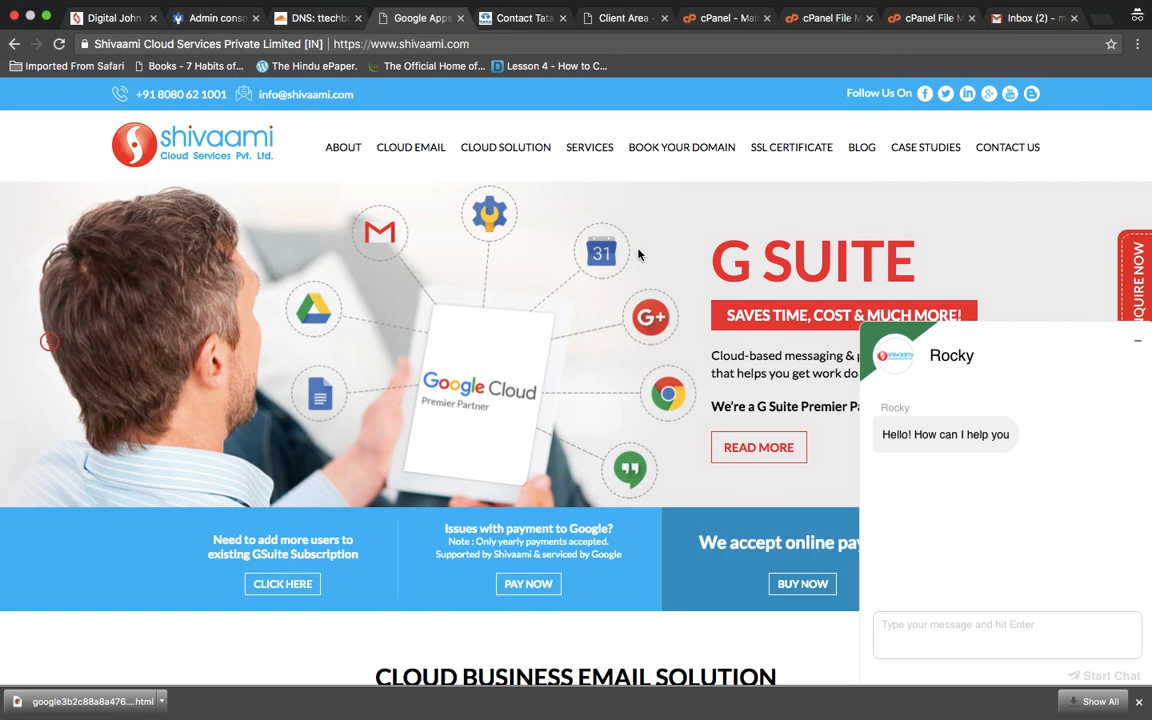 Digital John
Admin conso
DNS: ttechb
Google Apps
Contact Tata
Client Area -
cPanel - Mai
cPanel File M
cPanel File M
Inbox (2) - m
Shivaami Cloud Services Private Limited [IN] | https://www.shivaami.com
Imported From Safari
Books - 7 Habits of...
The Hindu ePaper.
The Official Home of...
Lesson 4 - How to C...
+91 8080 62 1001
info@shivaami.com
Follow Us On
shivaami
Cloud Services Pvt. Ltd.
ABOUT
CLOUD EMAIL
CLOUD SOLUTION
SERVICES
BOOK YOUR DOMAIN
SSL CERTIFICATE
BLOG
CASE STUDIES
CONTACT US
31
G+
Google Cloud
Premier Partner
G SUITE
SAVES TIME, COST & MUCH MORE!
Cloud-based messaging & p
that helps you get work do
We're a G Suite Premier Pa
READ MORE
NQUIRE NOW
Rocky
Rocky
Hello! How can I help you
Type your message and hit Enter
Start Chat
Need to add more users to
existing GSuite Subscription
CLICK HERE
Issues with payment to Google?
Note : Only yearly payments accepted.
Supported by Shivaami & serviced by Google
PAY NOW
We accept online pay
BUY NOW
CLOUD BUSINESS EMAIL SOLUTION
google3b2c88a8a476....html
Show All